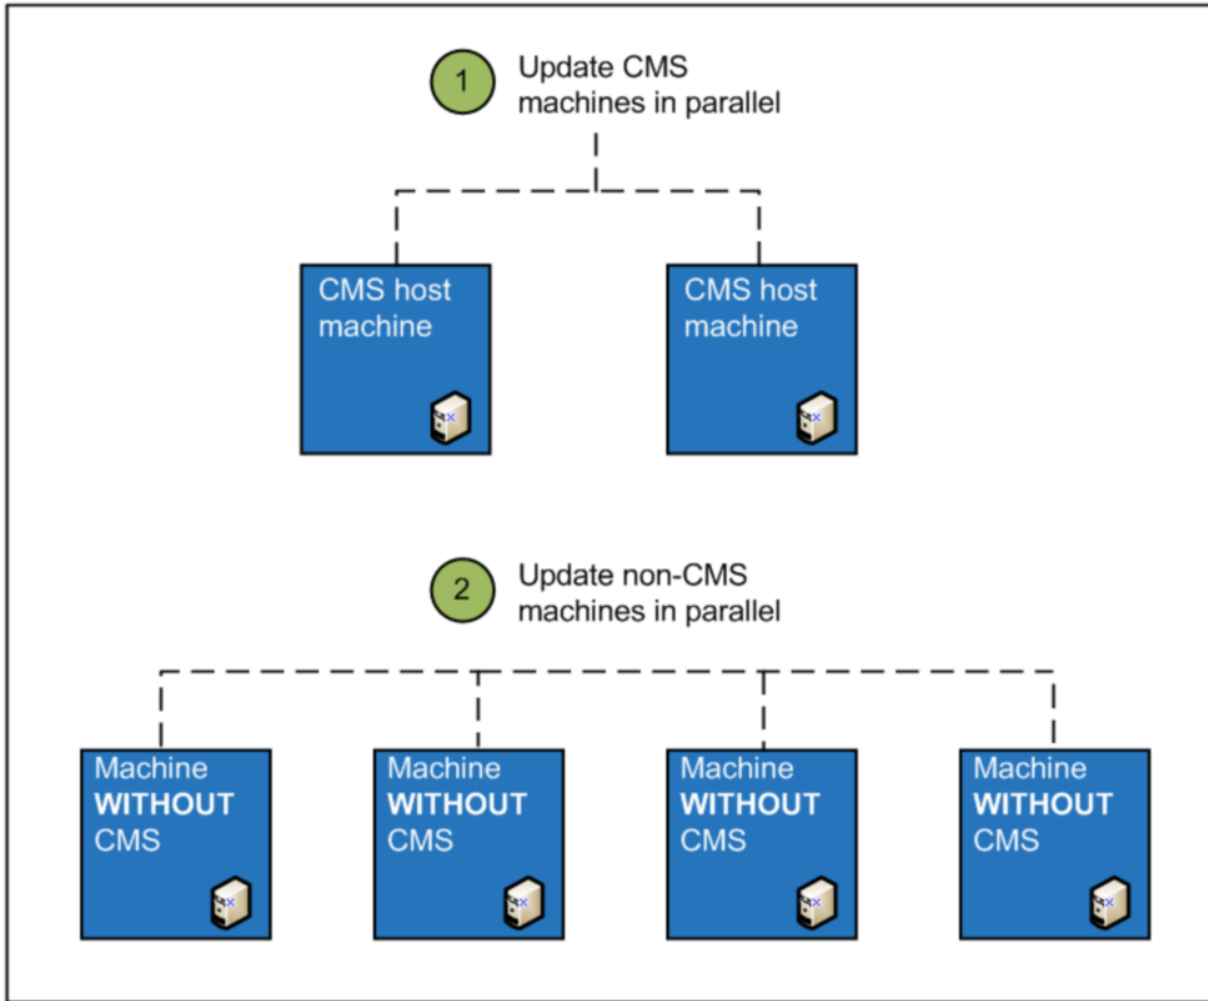 1
Update CMS
machines in parallel
CMS host
machine
CMS host
machine
2
Update non-CMS
machines in parallel
Machine
WITHOUT
CMS
Machine
WITHOUT
CMS
Machine
WITHOUT
CMS
Machine
WITHOUT
CMS